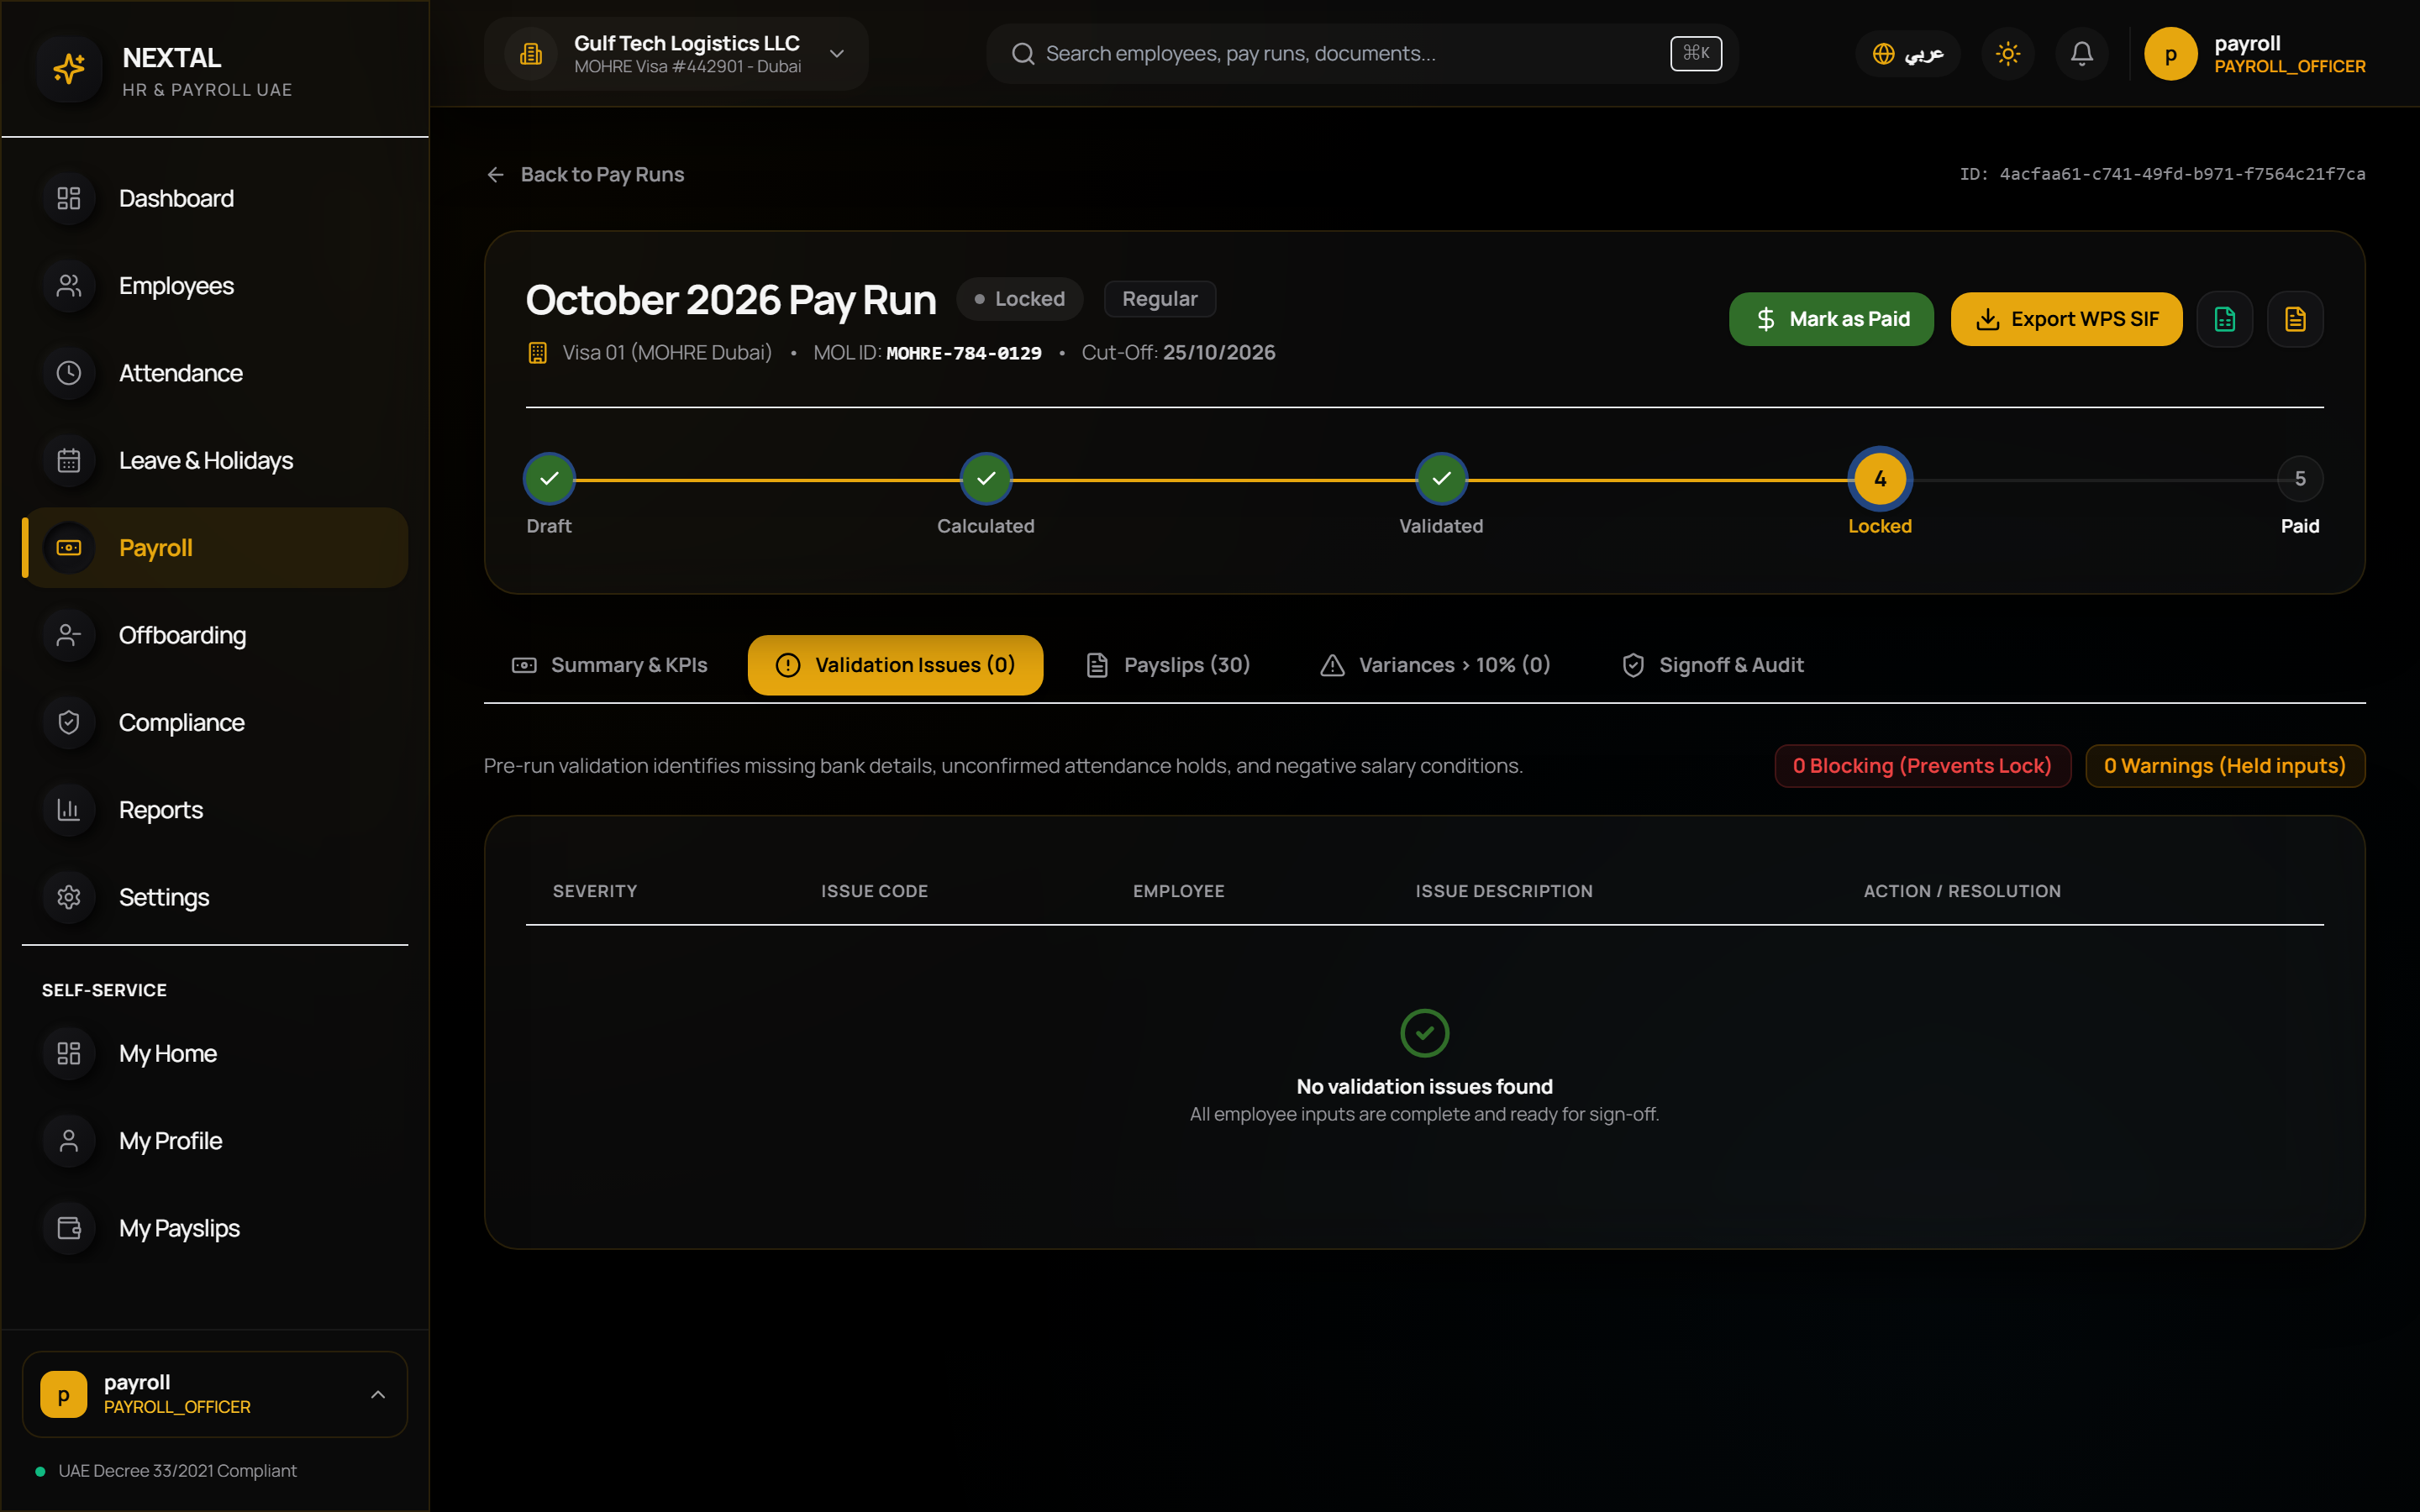 NEXTAL
HR & PAYROLL UAE
Dashboard
Employees
Attendance
Leave & Holidays
Payroll
Offboarding
Compliance
Reports
Settings
SELF-SERVICE
My Home
My Profile
My Payslips
p
payroll
PAYROLL_OFFICER
UAE Decree 33/2021 Compliant
Gulf Tech Logistics LLC
MOHRE Visa #442901 - Dubai
Search employees, pay runs, documents...
⌘K
عربي
p
payroll
PAYROLL_OFFICER
Back to Pay Runs
ID: 4acfaa61-c741-49fd-b971-f7564c21f7ca
October 2026 Pay Run
Locked
Regular
Visa 01 (MOHRE Dubai) • MOL ID: MOHRE-784-0129 • Cut-Off: 25/10/2026
Mark as Paid
Export WPS SIF
4
5
Draft
Calculated
Validated
Locked
Paid
Summary & KPIs
Validation Issues (0)
Payslips (30)
Variances > 10% (0)
Signoff & Audit
Pre-run validation identifies missing bank details, unconfirmed attendance holds, and negative salary conditions.
0 Blocking (Prevents Lock)
0 Warnings (Held inputs)
SEVERITY
ISSUE CODE
EMPLOYEE
ISSUE DESCRIPTION
ACTION / RESOLUTION
No validation issues found
All employee inputs are complete and ready for sign-off.